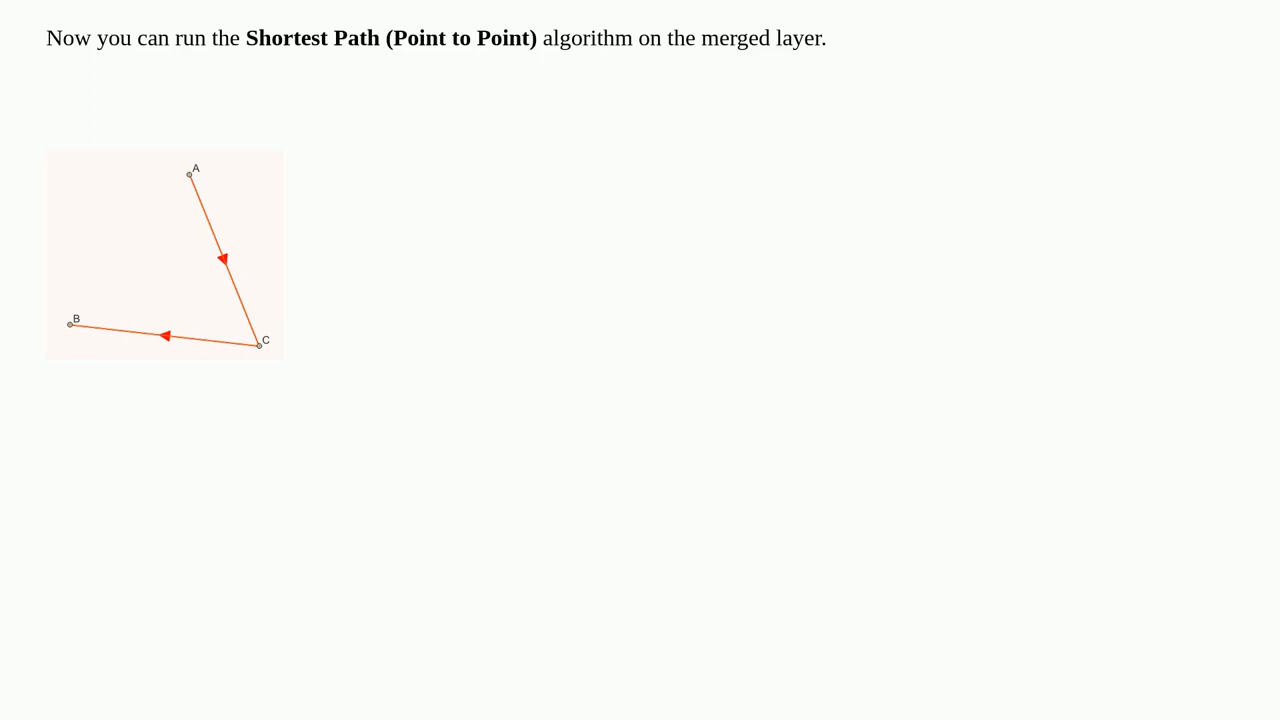 Now you can run the Shortest Path (Point to Point) algorithm on the merged layer.
A
B
C